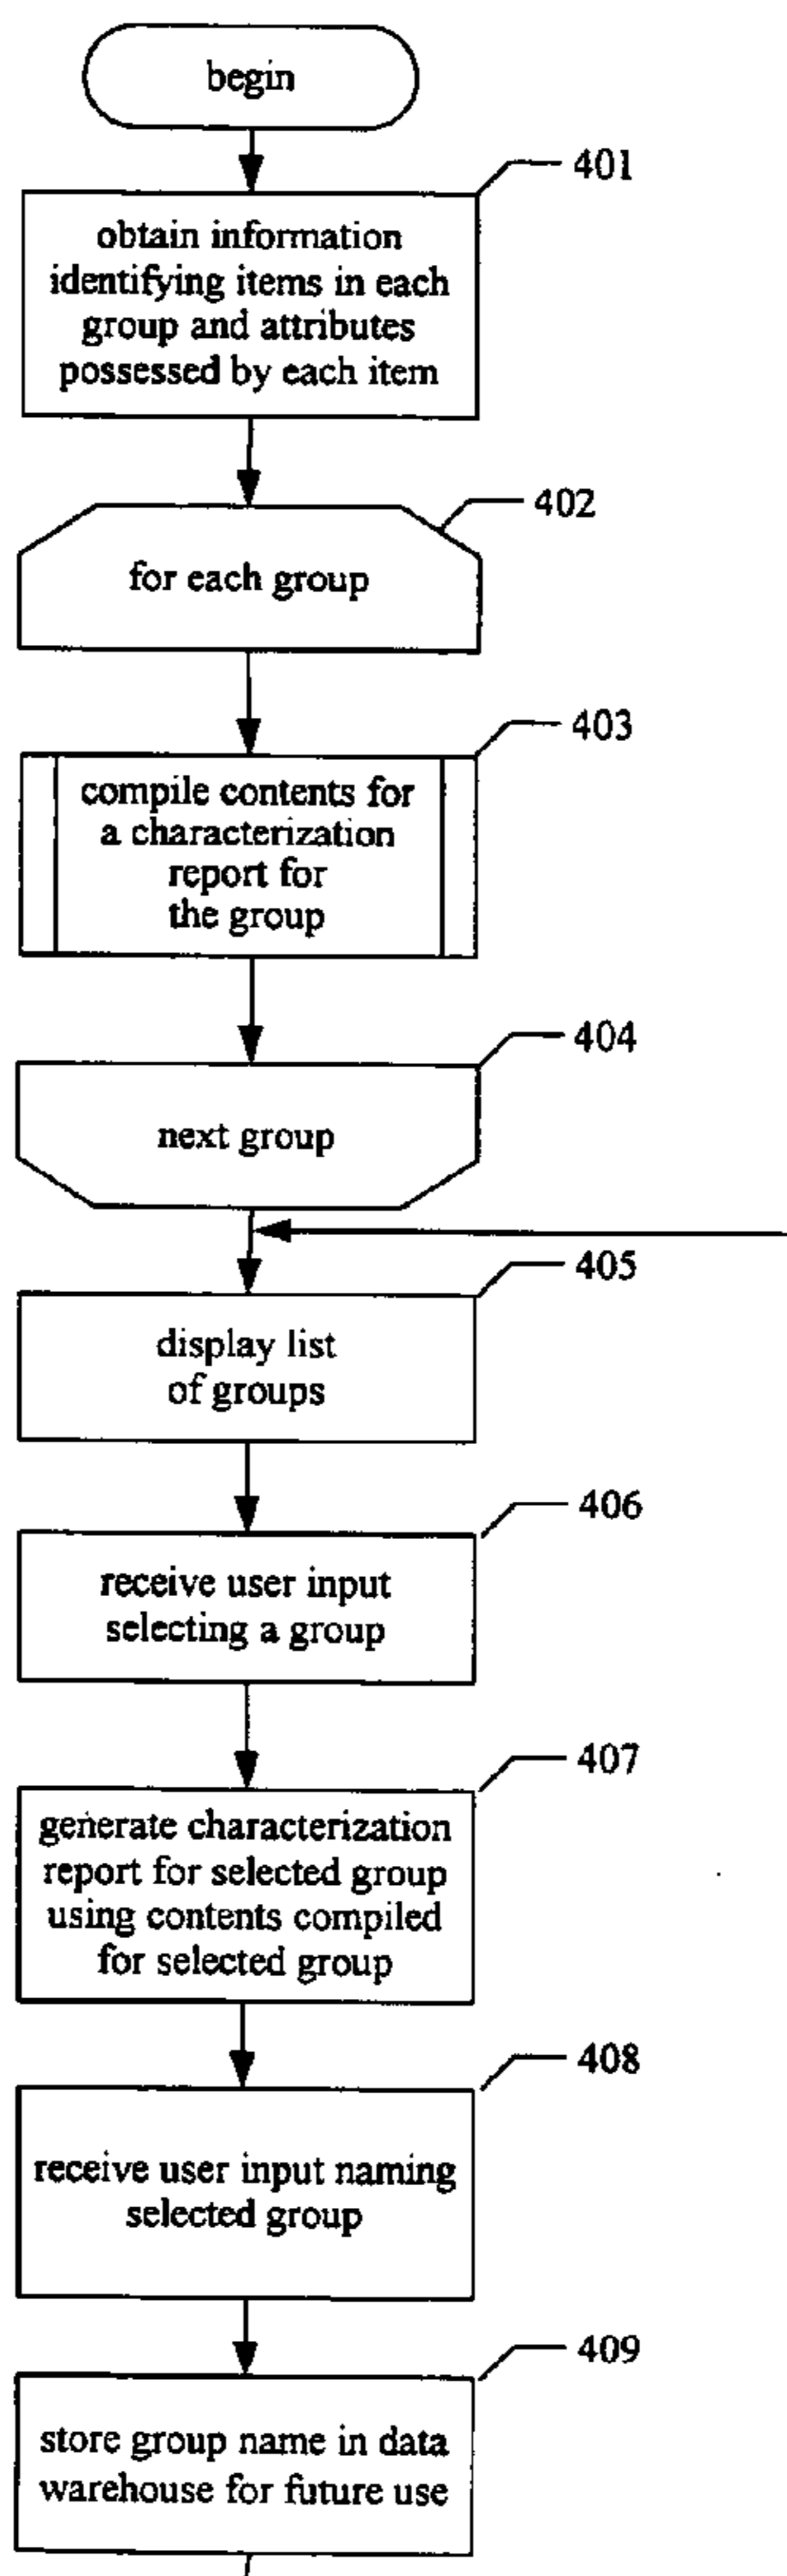 begin
401
obtain information
identifying items in each
group and attributes
possessed by each item
402
for each group
403
compile contents for
a characterization
report for
the group
404
next group
405
display list
of groups
406
receive user input
selecting a group
407
generate characterization
report for selected group
using contents compiled
for selected group
408
receive user input naming
selected group
409
store group name in data
warehouse for future use